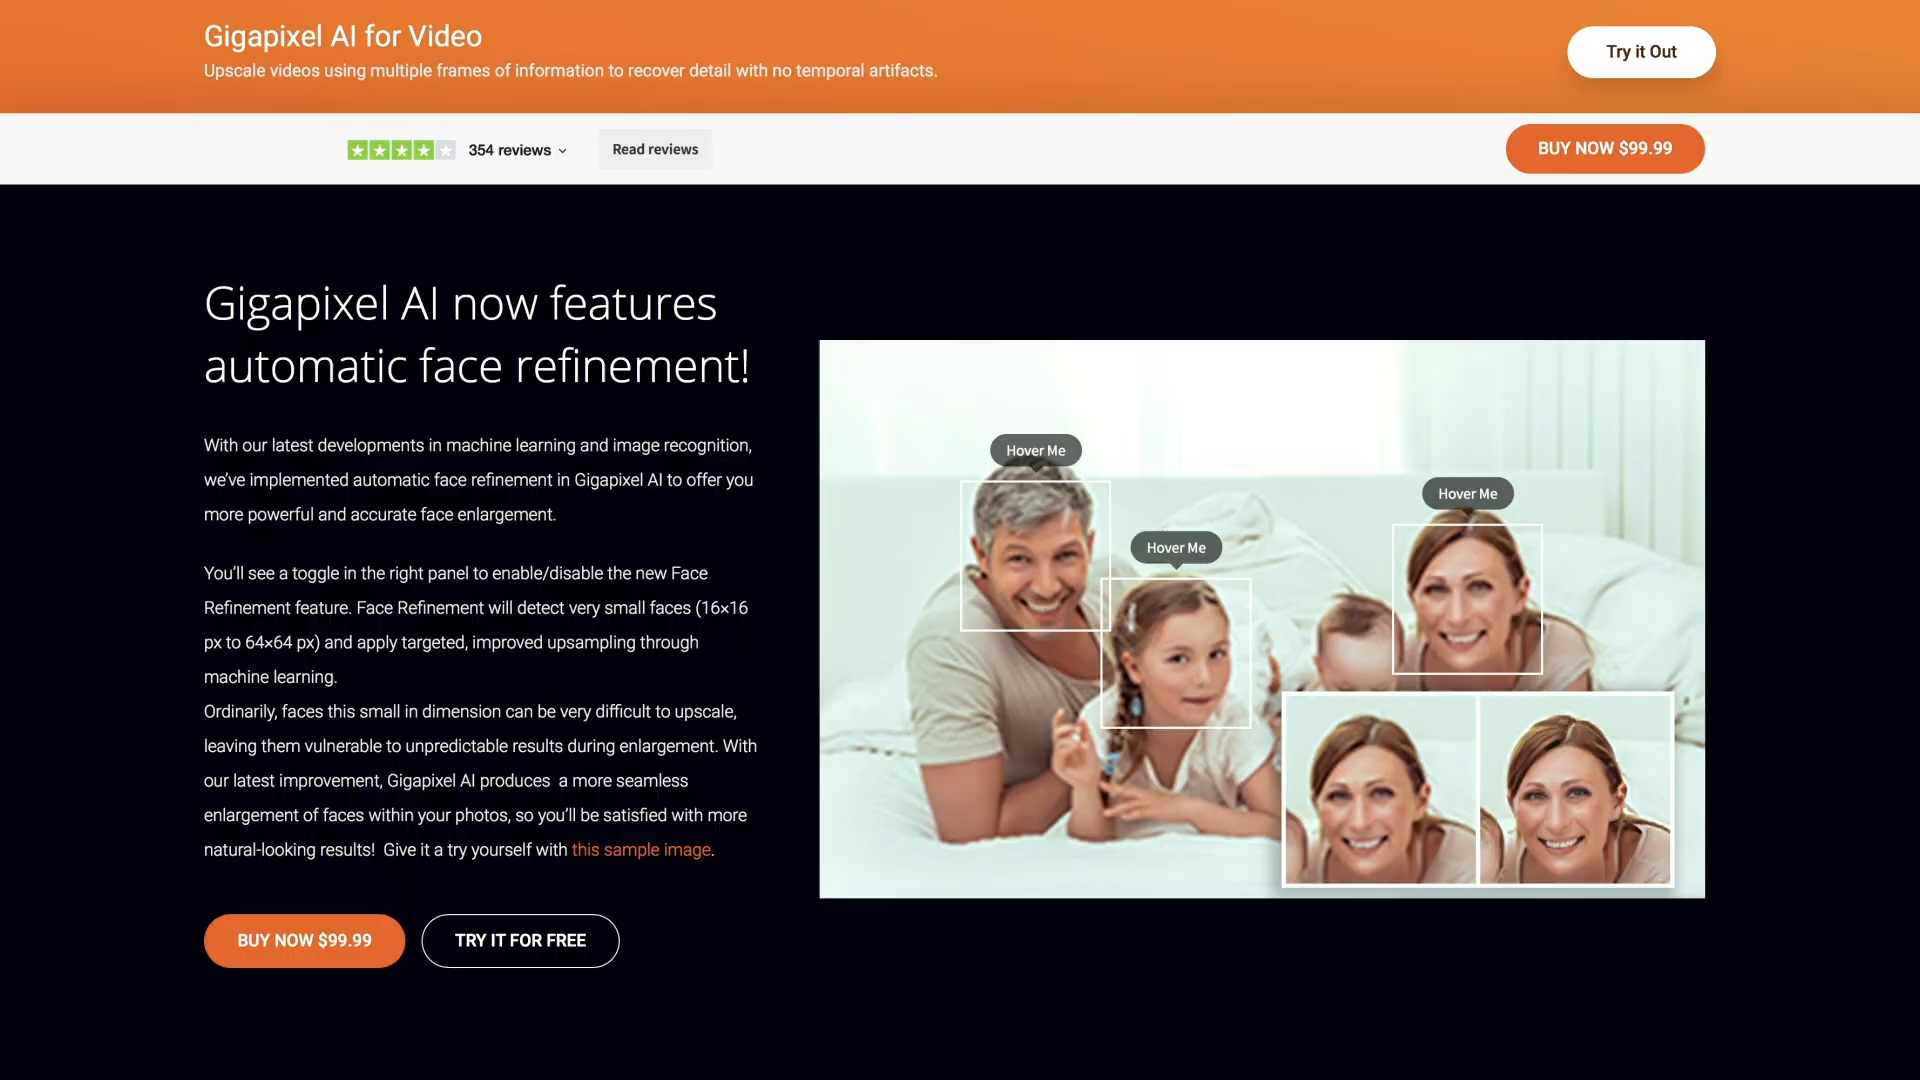 Gigapixel AI for Video
Upscale videos using multiple frames of information to recover detail with no temporal artifacts.
Try it Out
354 reviews
Read reviews
BUY NOW $99.99
Gigapixel AI now features
automatic face refinement!
With our latest developments in machine learning and image recognition,
we’ve implemented automatic face refinement in Gigapixel AI to offer you
more powerful and accurate face enlargement.
You’ll see a toggle in the right panel to enable/disable the new Face
Refinement feature. Face Refinement will detect very small faces (16×16
px to 64×64 px) and apply targeted, improved upsampling through
machine learning.
Ordinarily, faces this small in dimension can be very difficult to upscale,
leaving them vulnerable to unpredictable results during enlargement. With
our latest improvement, Gigapixel AI produces  a more seamless
enlargement of faces within your photos, so you’ll be satisfied with more
natural-looking results!  Give it a try yourself with this sample image.
BUY NOW $99.99
TRY IT FOR FREE
Hover Me
Hover Me
Hover Me